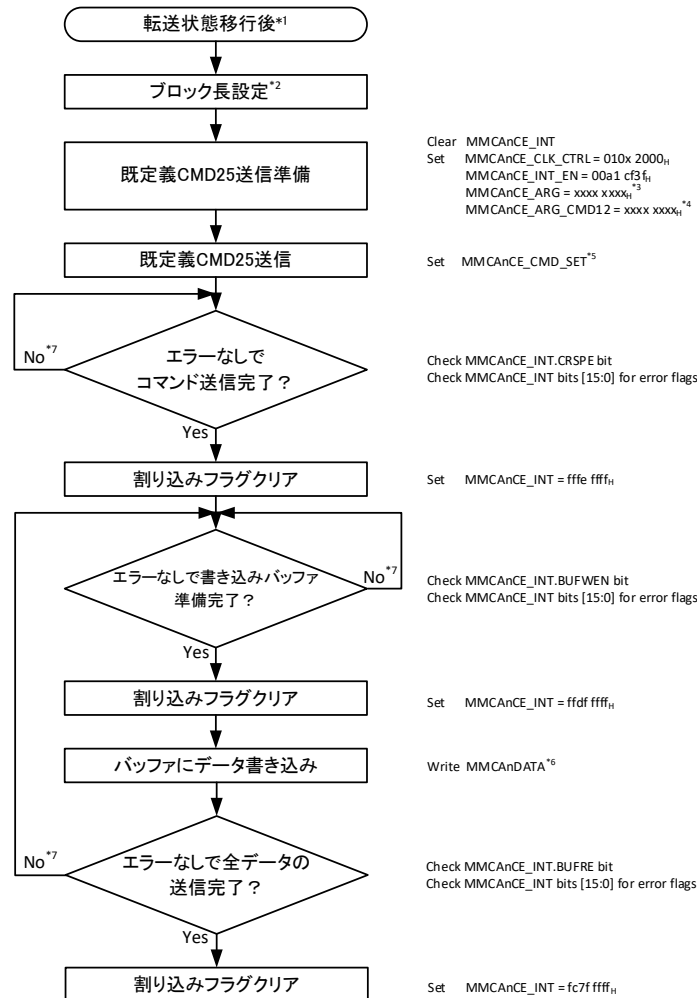 転送状態移行後*1
ブロック長設定*2
既定義CMD25送信準備
Clear MMCAnCE_INT
Set MMCAnCE_CLK_CTRL = 010x 2000H
MMCAnCE_INT_EN = 00a1 cf3fH
MMCAnCE_ARG = xxxx xxxxH*3
MMCAnCE_ARG_CMD12 = xxxx xxxxH*4
既定義CMD25送信
Set MMCAnCE_CMD_SET*5
エラーなしで
コマンド送信完了？
No*7
Yes
Check MMCAnCE_INT.CRSPE bit
Check MMCAnCE_INT bits [15:0] for error flags
割り込みフラグクリア
Set MMCAnCE_INT = fffe ffffH
エラーなしで書き込みバッファ
準備完了？
No*7
Yes
Check MMCAnCE_INT.BUFWEN bit
Check MMCAnCE_INT bits [15:0] for error flags
割り込みフラグクリア
Set MMCAnCE_INT = ffdf ffffH
バッファにデータ書き込み
Write MMCAnDATA*6
エラーなしで全データの
送信完了？
No*7
Yes
Check MMCAnCE_INT.BUFRE bit
Check MMCAnCE_INT bits [15:0] for error flags
割り込みフラグクリア
Set MMCAnCE_INT = fc7f ffffH